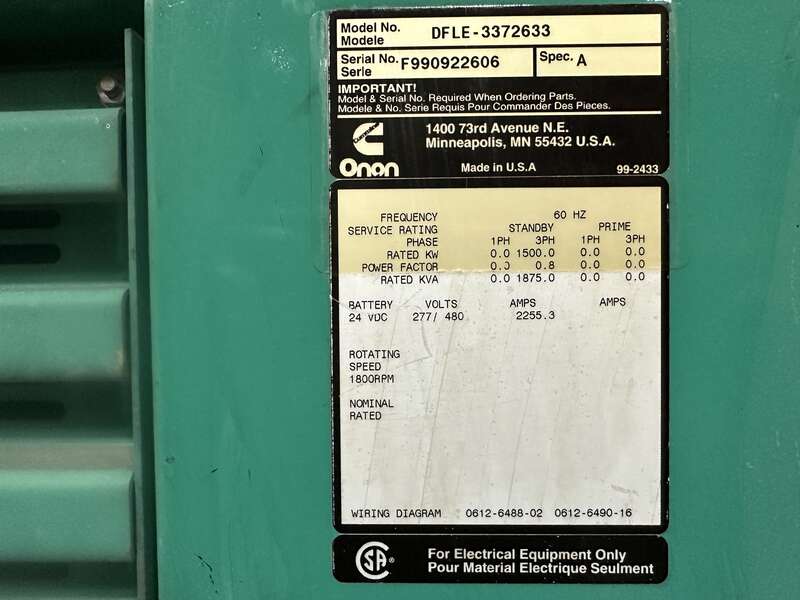 Model No. DFLE-3372633
Modele
Serial No. F990922606 Spec. A
Serie
IMPORTANT!
Model & Serial No. Required When Ordering Parts.
Modele & No. Serie Requis Pour Commander Des Pieces.
1400 73rd Avenue N.E.
Minneapolis, MN 55432 U.S.A.
Onan Made in U.S.A 99-2433
FREQUENCY 60 HZ
SERVICE RATING STANDBY PRIME
PHASE 1PH 3PH 1PH 3PH
RATED KW 0.0 1500.0 0.0 0.0
POWER FACTOR 0.0 0.8 0.0 0.0
RATED KVA 0.0 1875.0 0.0 0.0
BATTERY VOLTS AMPS AMPS
24 VDC 277/ 480 2255.3
ROTATING
SPEED
1800RPM
NOMINAL
RATED
WIRING DIAGRAM 0612-6488-02 0612-6490-16
SA® For Electrical Equipment Only
Pour Material Electrique Seulment